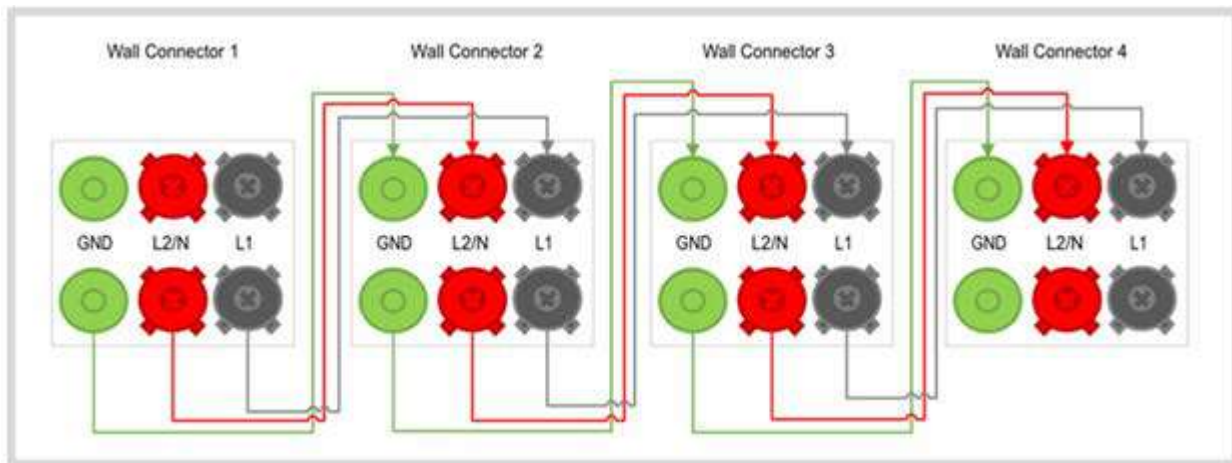 Wall Connector 1 Wall Connector 2 Wall Connector 3 Wall Connector 4
GND L2/N L1 GND L2/N L1 GND L2/N L1 GND L2/N L1